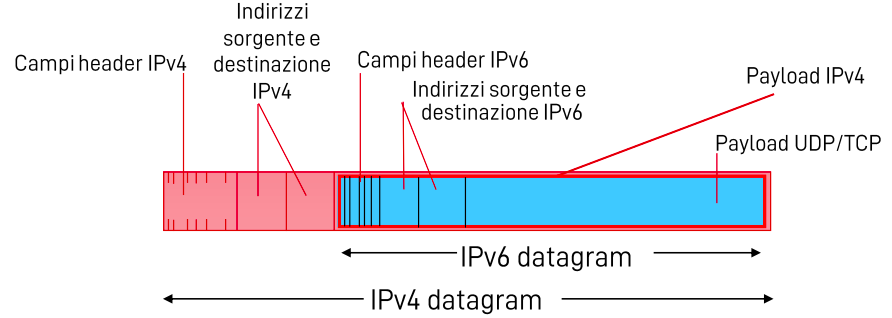 Indirizzi
sorgente e
destinazione
IPv4
Campi header IPv4
Campi header IPv6
Indirizzi sorgente e
destinazione IPv6
Payload IPv4
Payload UDP/TCP
IPv6 datagram
IPv4 datagram